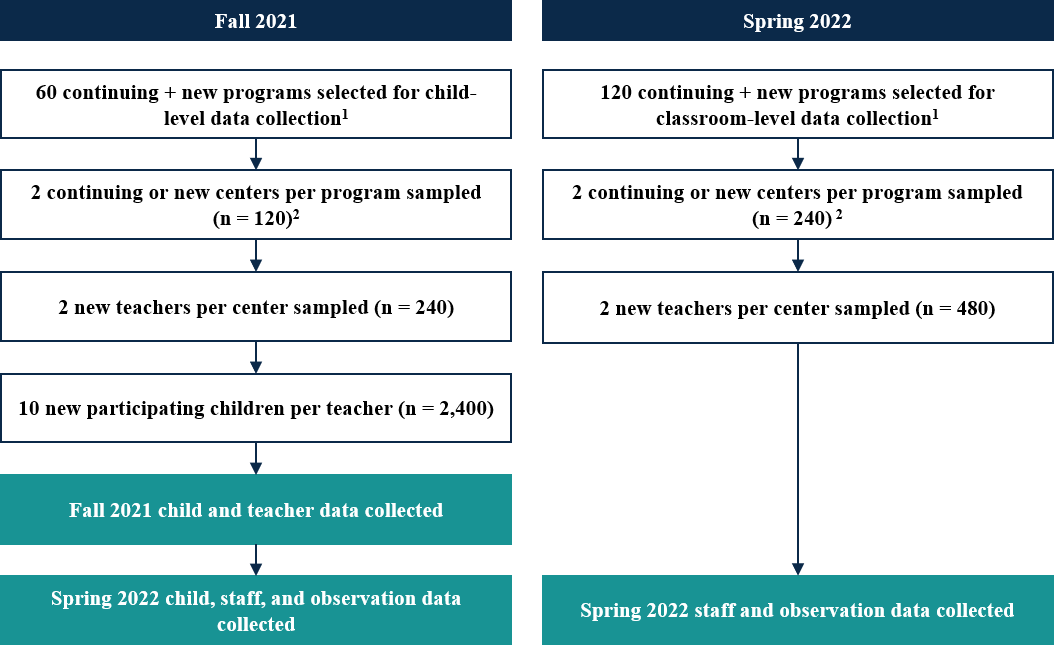 Fall 2021
60 continuing + new programs selected for child-
level data collection¹
2 continuing or new centers per program sampled
(n = 120)²
2 new teachers per center sampled (n = 240)
10 new participating children per teacher (n = 2,400)
Fall 2021 child and teacher data collected
Spring 2022 child, staff, and observation data
collected
Spring 2022
120 continuing + new programs selected for
classroom-level data collection¹
2 continuing or new centers per program sampled
(n = 240) ²
2 new teachers per center sampled (n = 480)
Spring 2022 staff and observation data collected